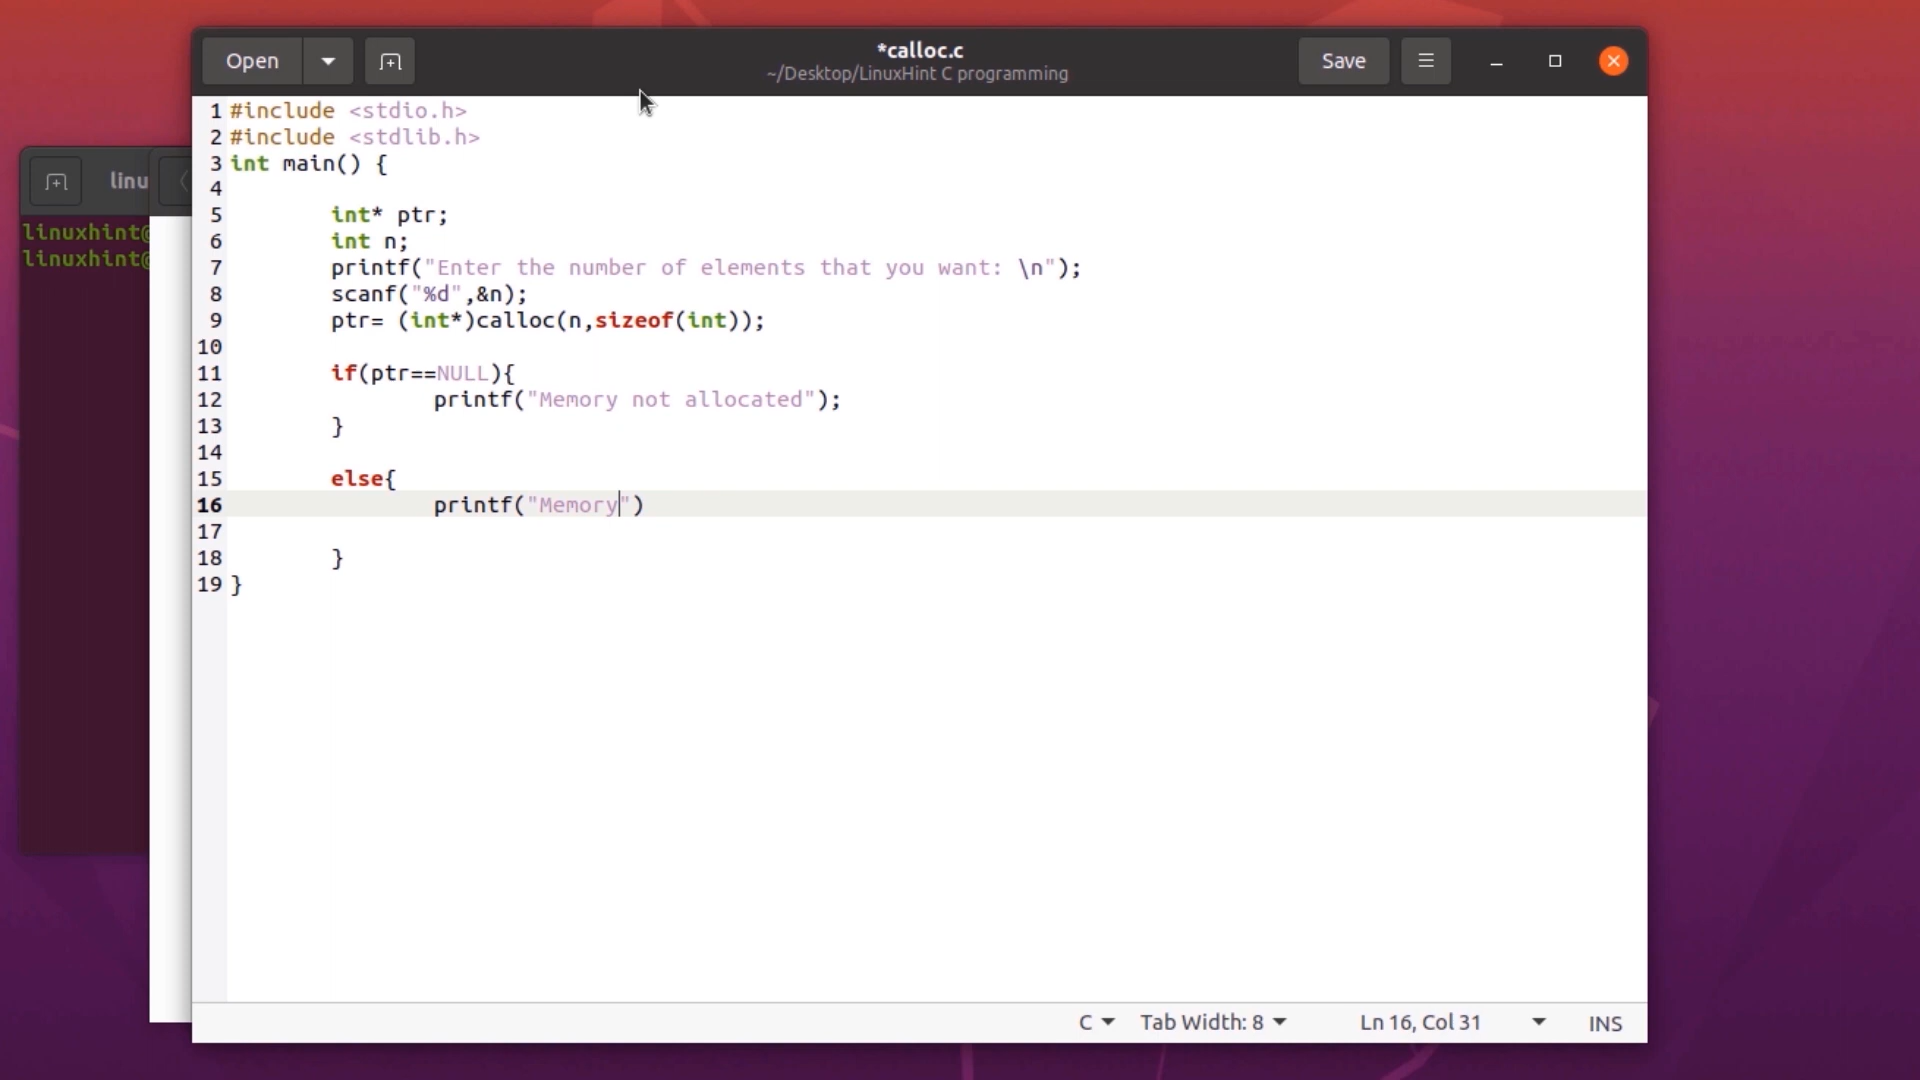 Open
*calloc.c
~/Desktop/LinuxHint C programming
Save
linu
linuxhint@
linuxhint@
1 #include <stdio.h>
2 #include <stdlib.h>
3 int main() {
4
5 int* ptr;
6 int n;
7 printf("Enter the number of elements that you want: \n");
8 scanf("%d",&n);
9 ptr= (int*)calloc(n,sizeof(int));
10
11 if(ptr==NULL){
12 printf("Memory not allocated");
13 }
14
15 else{
16 printf("Memory")
17
18 }
19 }
C Tab Width: 8 Ln 16, Col 31 INS